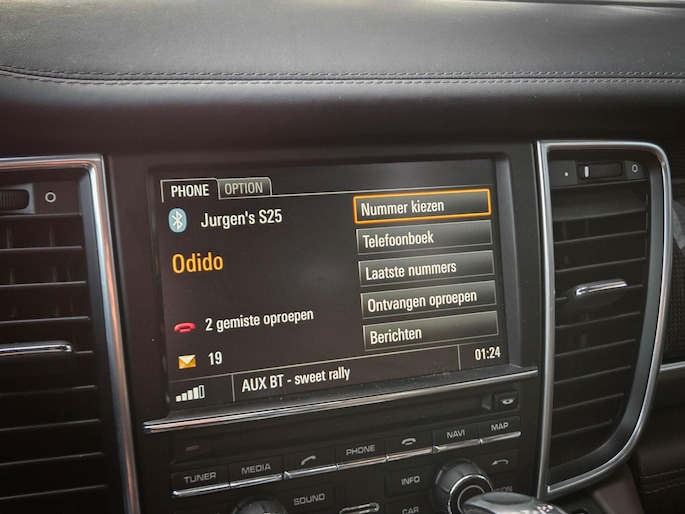 PHONE OPTION
Jurgen's S25
Nummer kiezen
Telefoonboek
Odido
Laatste nummers
Ontvangen oproepen
2 gemiste oproepen
Berichten
19
AUX BT - sweet rally
01:24
TUNER MEDIA PHONE NAVI MAP
SOUND INFO
CAR